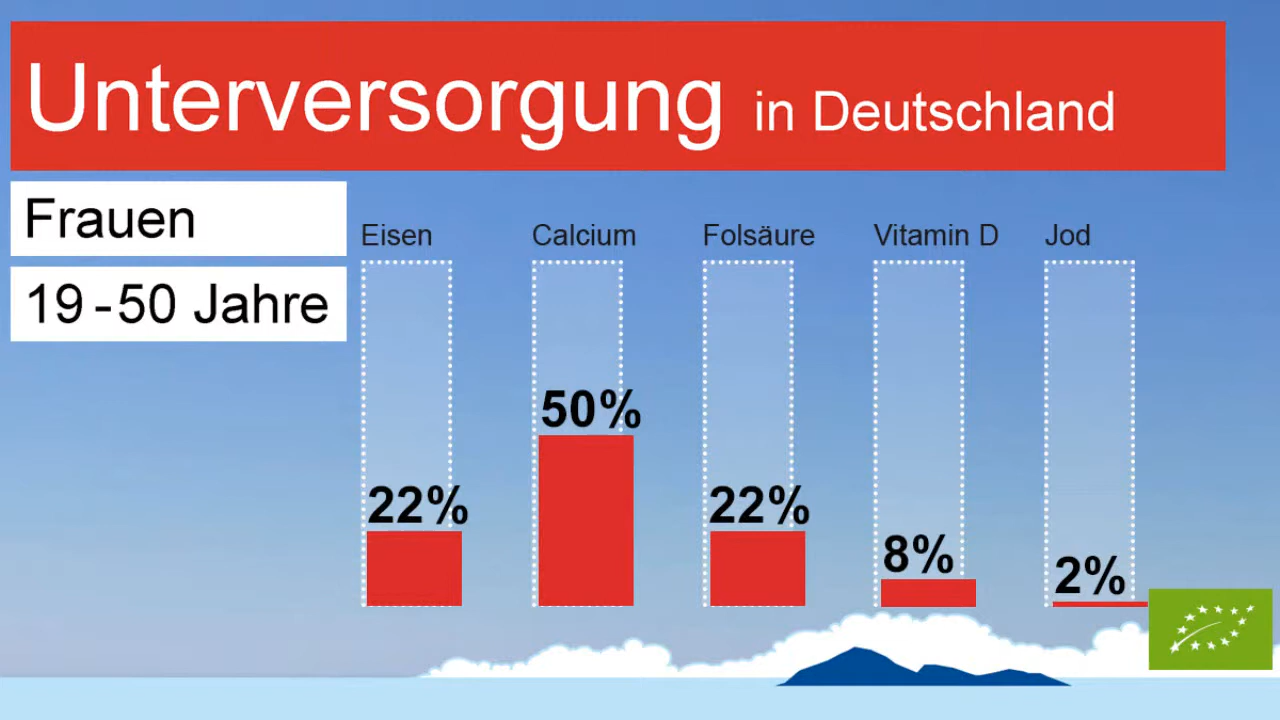 Unterversorgung in Deutschland
Frauen
19-50 Jahre
Eisen Calcium Folsäure Vitamin D Jod
50%
22% 22%
8%
2%